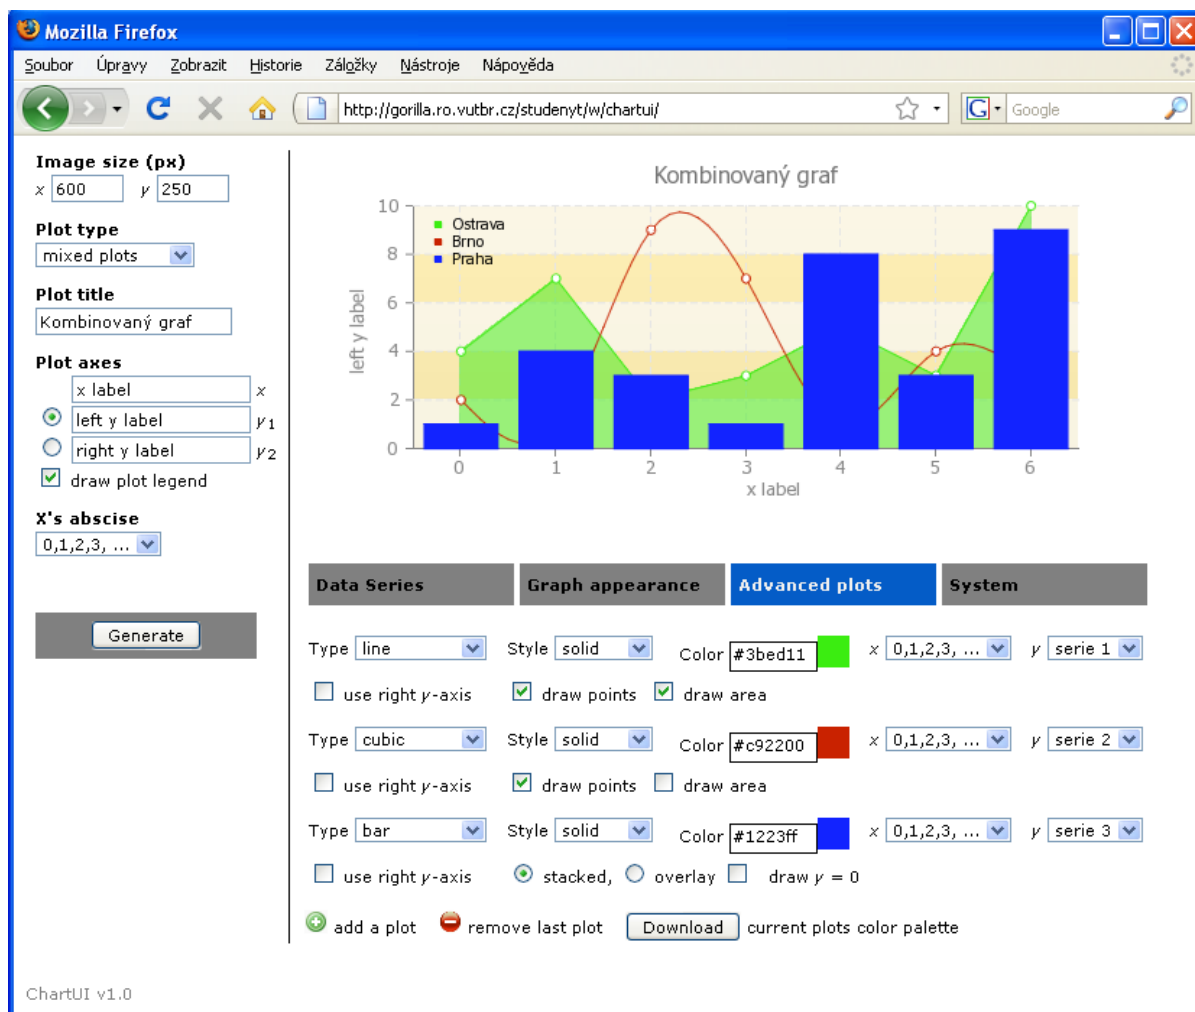 Mozilla Firefox
Soubor Úpravy Zobrazit Historie Záložky Nástroje Nápověda
http://gorilla.ro.vutbr.cz/studenyt/w/chartui/ G Google
Image size (px)
x 600 y 250
Plot type
mixed plots
Plot title
Kombinovaný graf
Plot axes
x label x
left y label y1
right y label y2
draw plot legend
X's abscise
0,1,2,3, ...
Generate
Kombinovaný graf
Ostrava
Brno
Praha
left y label
10
8
6
4
2
0
0 1 2 3 4 5 6
x label
Data Series Graph appearance Advanced plots System
Type line Style solid Color #3bed11 x 0,1,2,3, ... y serie 1
use right y-axis draw points draw area
Type cubic Style solid Color #c92200 x 0,1,2,3, ... y serie 2
use right y-axis draw points draw area
Type bar Style solid Color #1223ff x 0,1,2,3, ... y serie 3
use right y-axis stacked, overlay draw y = 0
add a plot remove last plot Download current plots color palette
ChartUI v1.0